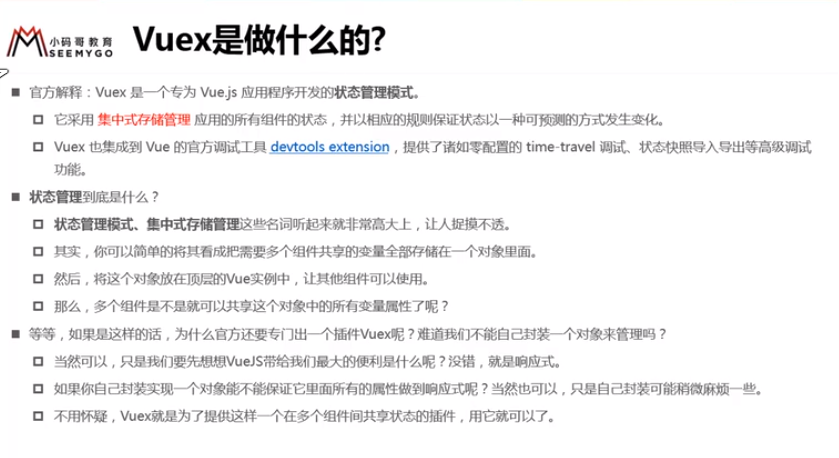 小码哥教育
SEEMYGO
Vuex是做什么的?
官方解释：Vuex 是一个专为 Vue.js 应用程序开发的状态管理模式。
它采用 集中式存储管理 应用的所有组件的状态，并以相应的规则保证状态以一种可预测的方式发生变化。
Vuex 也集成到 Vue 的官方调试工具 devtools extension，提供了诸如零配置的 time-travel 调试、状态快照导入导出等高级调试
功能。
状态管理到底是什么？
状态管理模式、集中式存储管理这些名词听起来就非常高大上，让人捉摸不透。
其实，你可以简单的将其看成把需要多个组件共享的变量全部存储在一个对象里面。
然后，将这个对象放在顶层的Vue实例中，让其他组件可以使用。
那么，多个组件是不是就可以共享这个对象中的所有变量属性了呢？
等等，如果是这样的话，为什么官方还要专门出一个插件Vuex呢？难道我们不能自己封装一个对象来管理吗？
当然可以，只是我们要先想想VueJS带给我们最大的便利是什么呢？没错，就是响应式。
如果你自己封装实现一个对象能不能保证它里面所有的属性做到响应式呢？当然也可以，只是自己封装可能稍微麻烦一些。
不用怀疑，Vuex就是为了提供这样一个在多个组件间共享状态的插件，用它就可以了。